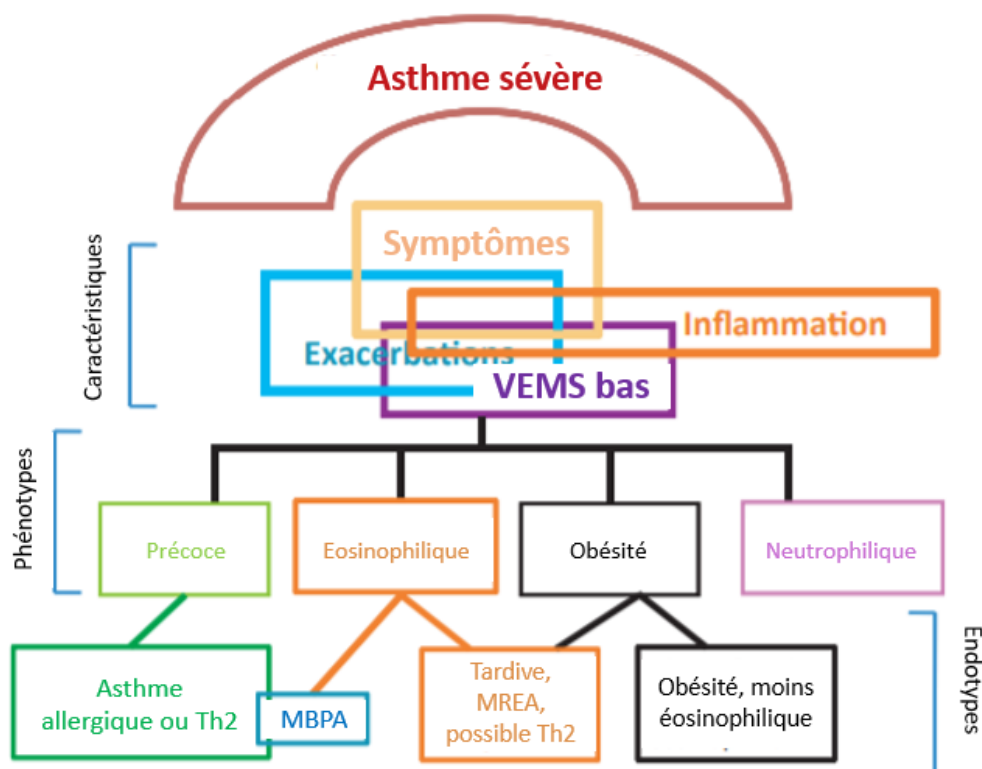 Asthme sévère
Caractéristiques
Symptômes
Inflammation
Exacerbations
VEMS bas
Phénotypes
Précoce
Eosinophilique
Obésité
Neutrophilique
Endotypes
Asthme
allergique ou Th2
MBPA
Tardive,
MREA,
possible Th2
Obésité, moins
éosinophilique